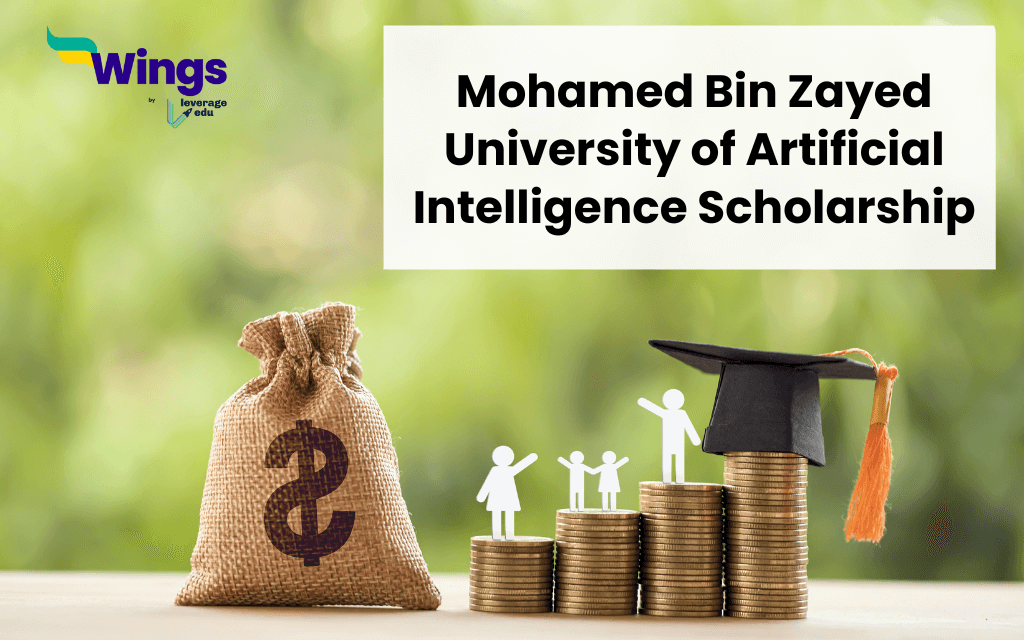 Wings
by leverage
edu
Mohamed Bin Zayed
University of Artificial
Intelligence Scholarship
$